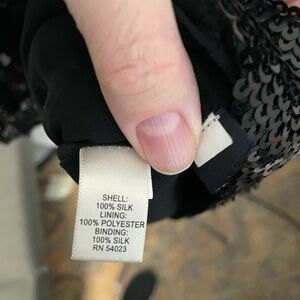 SHELL:
100% SILK
LINING:
100% POLYESTER
BINDING:
100% SILK
RN 54023